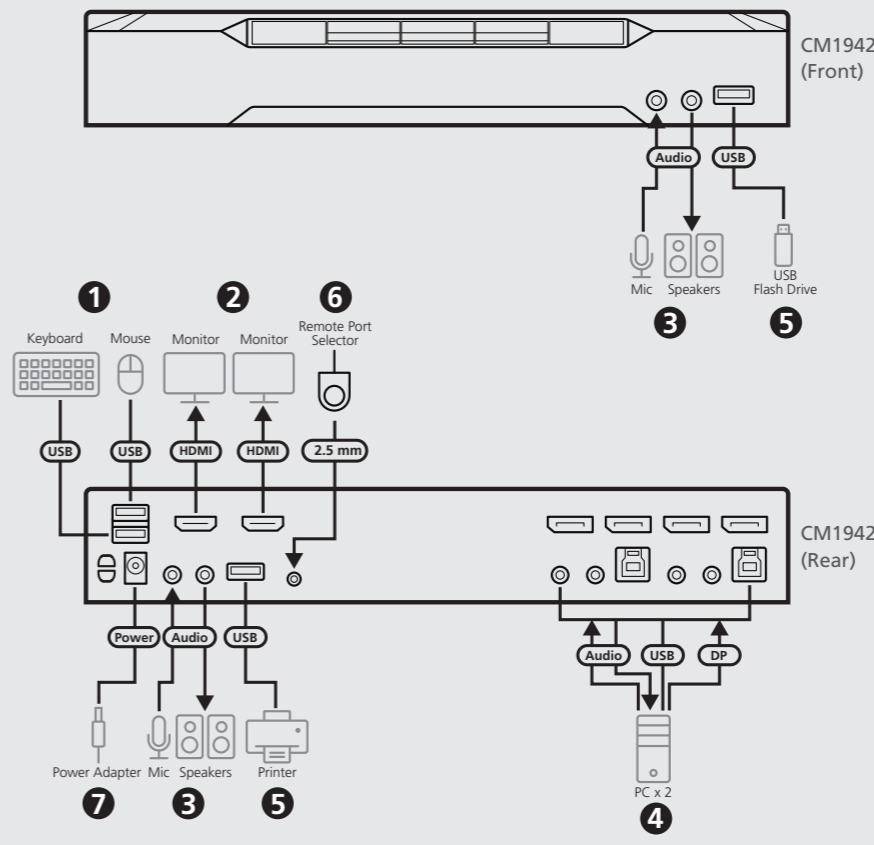 CM1942
(Front)
Audio
USB
Mic
Speakers
USB
Flash Drive
3
5
1
2
6
Keyboard
Mouse
Monitor
Monitor
Remote Port
Selector
USB
USB
HDMI
HDMI
2.5 mm
CM1942
(Rear)
Power
Audio
USB
Audio
USB
DP
Power Adapter
Mic
Speakers
Printer
PC x 2
7
3
5
4